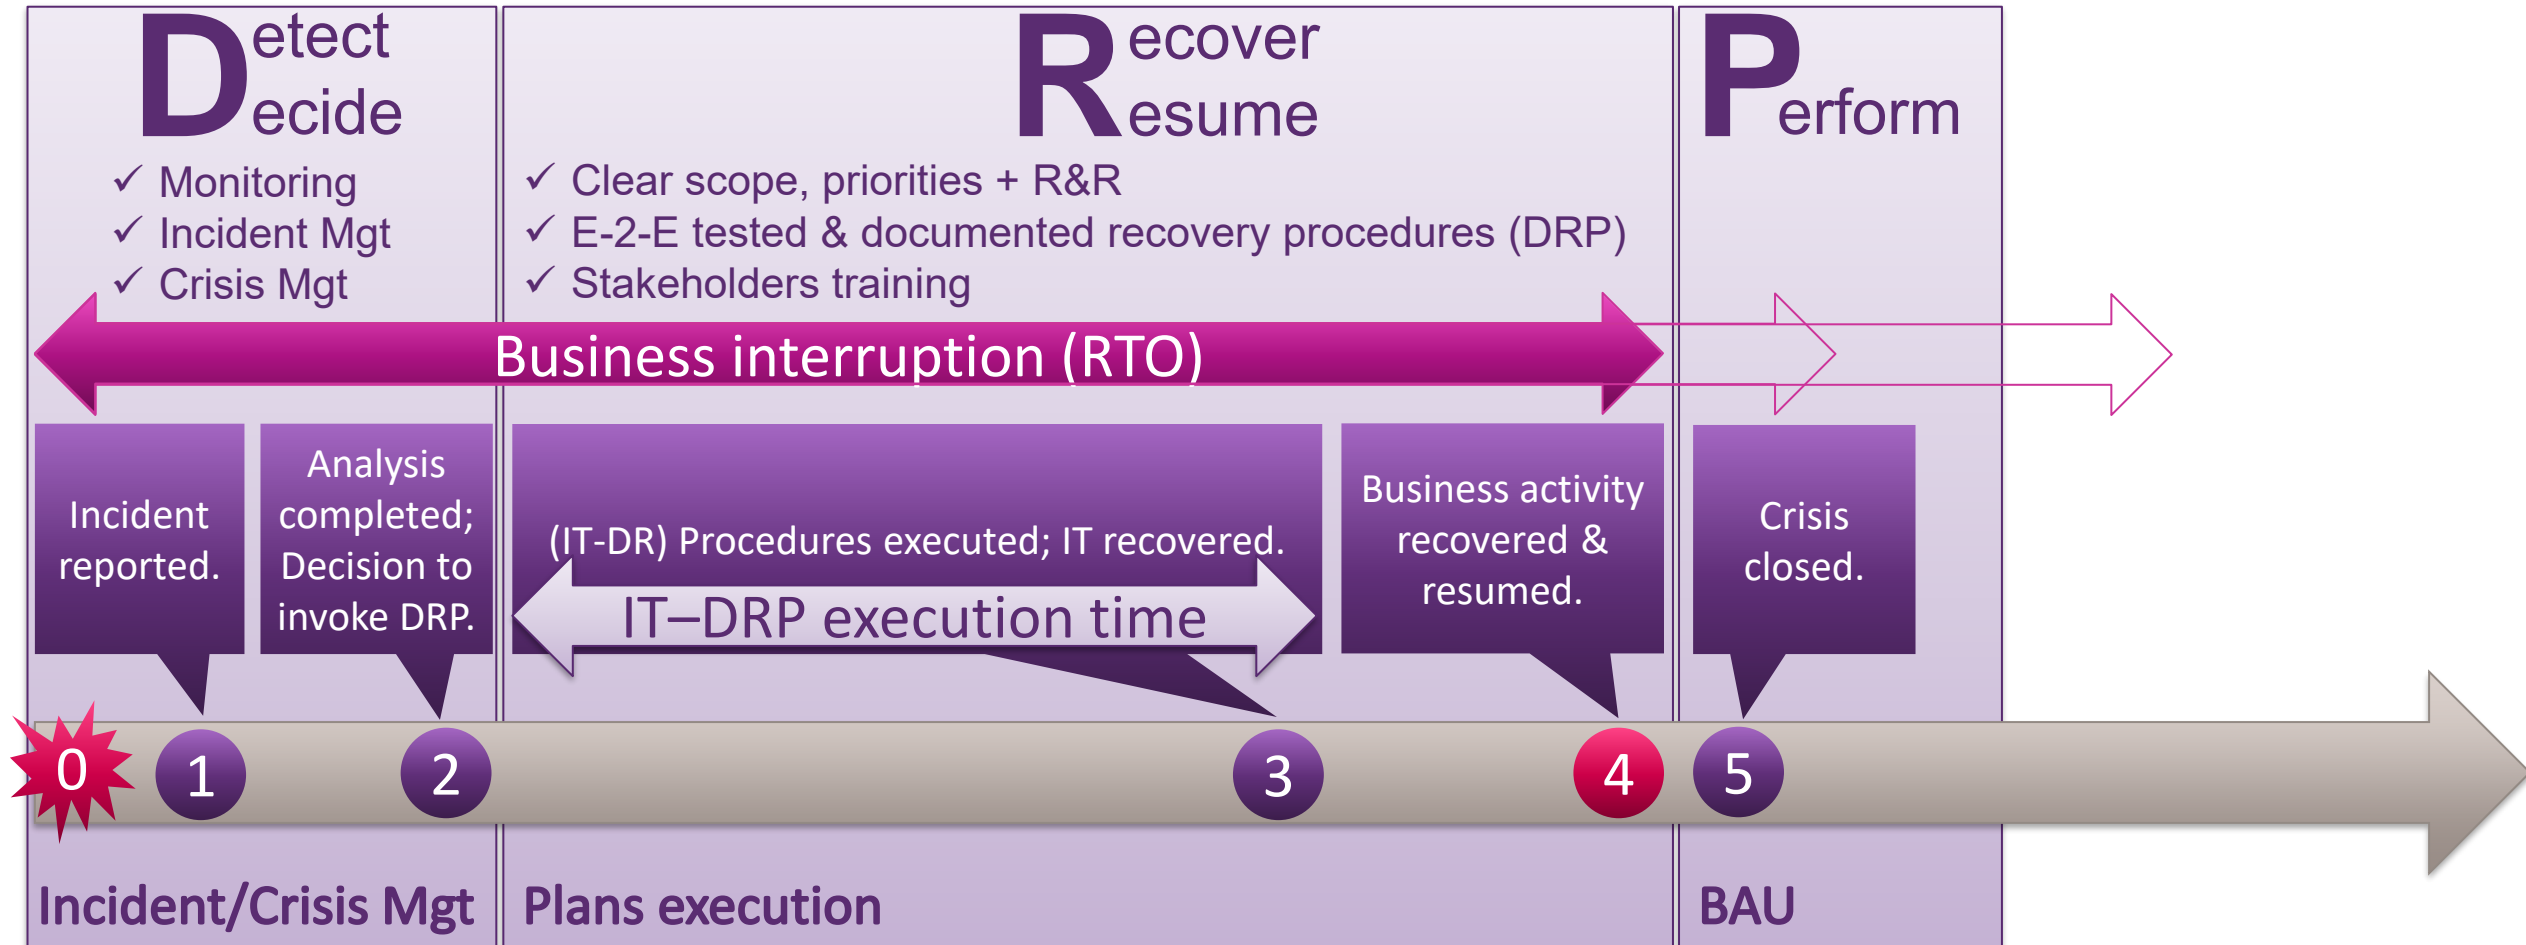 Detect
Decide
✓ Monitoring
✓ Incident Mgt
✓ Crisis Mgt
Recover
Resume
✓ Clear scope, priorities + R&R
✓ E-2-E tested & documented recovery procedures (DRP)
✓ Stakeholders training
Perform
Business interruption (RTO)
Incident
reported.
Analysis
completed;
Decision to
invoke DRP.
(IT-DR) Procedures executed; IT recovered.
IT–DRP execution time
Business activity
recovered &
resumed.
Crisis
closed.
0
1
2
3
4
5
Incident/Crisis Mgt
Plans execution
BAU